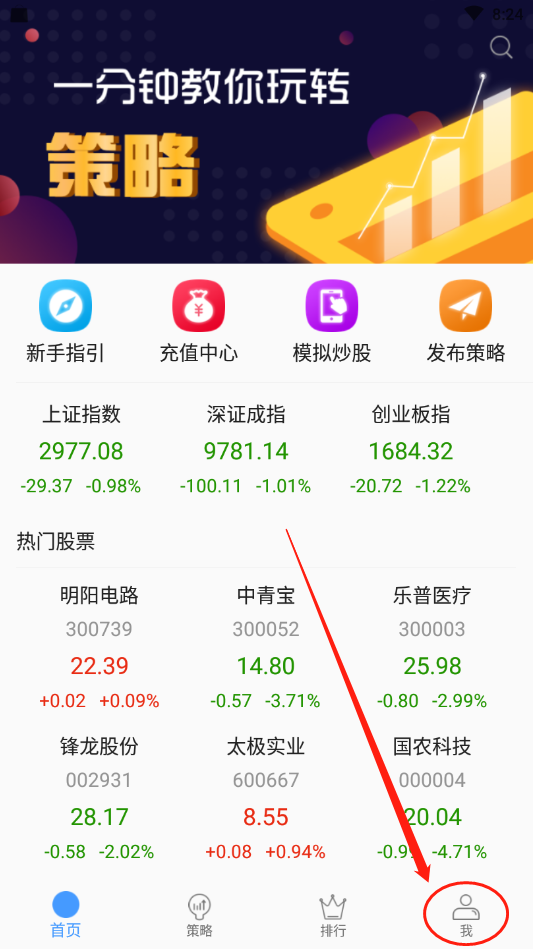 8:24
一分钟教你玩转
策略
新手指引 充值中心 模拟炒股 发布策略
上证指数 深证成指 创业板指
2977.08 9781.14 1684.32
-29.37 -0.98% -100.11 -1.01% -20.72 -1.22%
热门股票
明阳电路 中青宝 乐普医疗
300739 300052 300003
22.39 14.80 25.98
+0.02 +0.09% -0.57 -3.71% -0.80 -2.99%
锋龙股份 太极实业 国农科技
002931 600667 000004
28.17 8.55 20.04
-0.58 -2.02% +0.08 +0.94% -4.71%
首页 策略 排行 我